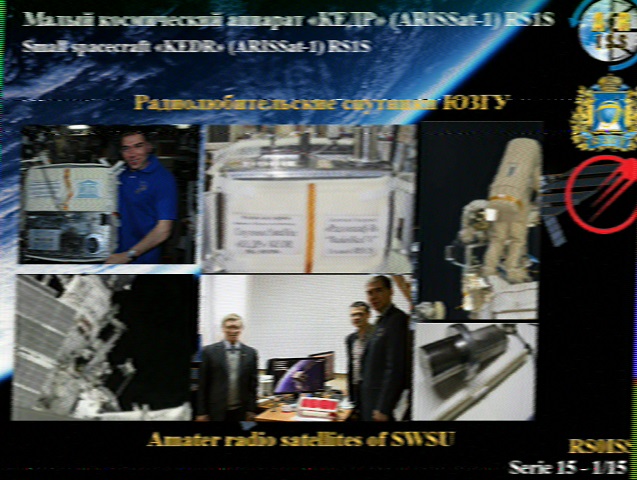 Малый космический аппарат «КЕДР» (ARISSat-1) RS1S
Small spacecraft «KEDR» (ARISSat-1) RS1S
Радиолюбительские спутники ЮЗГУ
Amater radio satellites of SWSU
RS0ISS
Serie 15 - 1/15